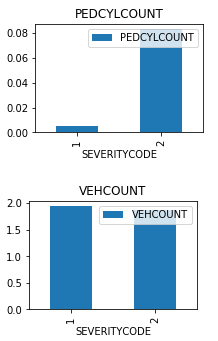 PEDCYLCOUNT
0.08
0.06
0.04
0.02
0.00
PEDCYLCOUNT
1
2
SEVERITYCODE
VEHCOUNT
2.0
1.5
1.0
0.5
0.0
VEHCOUNT
1
2
SEVERITYCODE